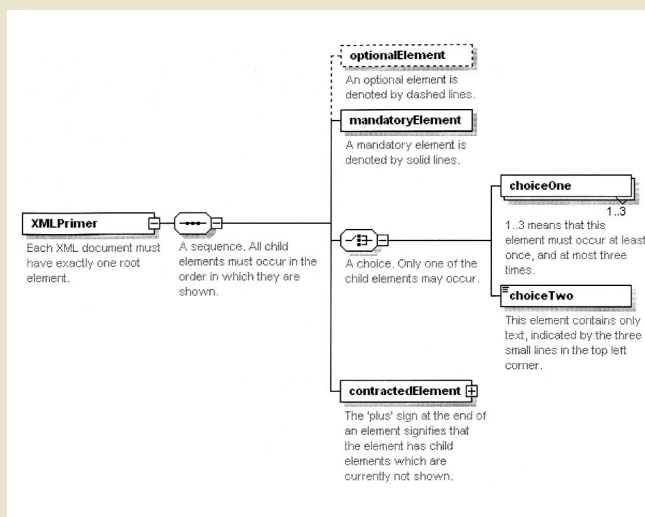 optionalElement
An optional element is
denoted by dashed lines.
mandatoryElement
A mandatory element is
denoted by solid lines.
XMLPrimer
Each XML document must
have exactly one root
element.
A sequence. All child
elements must occur in the
order in which they are
shown.
A choice. Only one of the
child elements may occur.
choiceOne
1..3
1..3 means that this
element must occur at least
once, and at most three
times.
choiceTwo
This element contains only
text, indicated by the three
small lines in the top left
corner.
contractedElement
The 'plus' sign at the end of
an element signifies that
the element has child
elements which are
currently not shown.